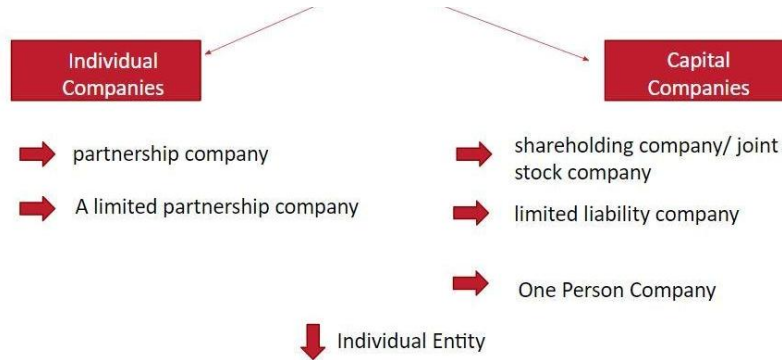 Individual
Companies
Capital
Companies
partnership company
A limited partnership company
shareholding company/ joint
stock company
limited liability company
One Person Company
Individual Entity